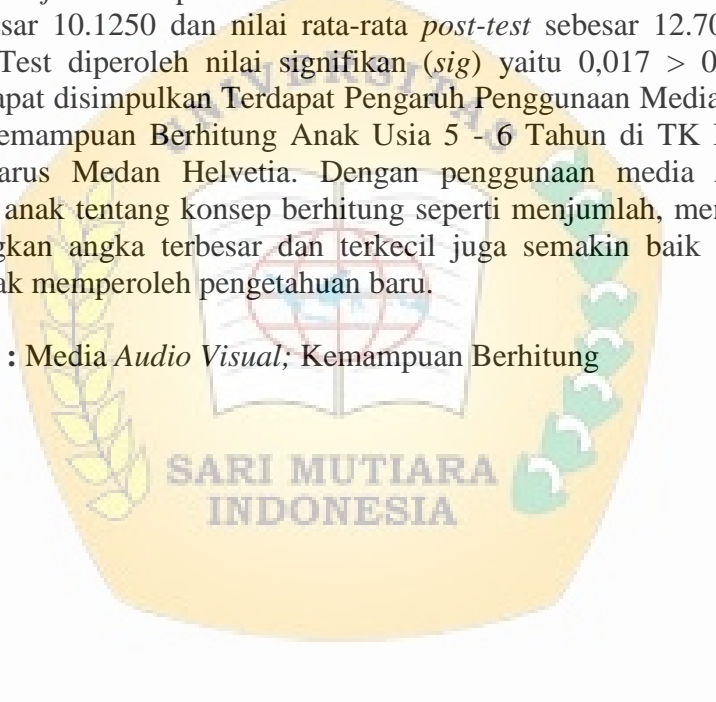 sar 10.1250 dan nilai rata-rata post-test sebesar 12.70
Test diperoleh nilai signifikan (sig) yaitu 0,017 > 0
apat disimpulkan Terdapat Pengaruh Penggunaan Media
emampuan Berhitung Anak Usia 5 - 6 Tahun di TK
arus Medan Helvetia. Dengan penggunaan media
anak tentang konsep berhitung seperti menjumlah, men
gkan angka terbesar dan terkecil juga semakin baik
ak memperoleh pengetahuan baru.
: Media Audio Visual; Kemampuan Berhitung
UNIVERSITAS
SARI MUTIARA
INDONESIA